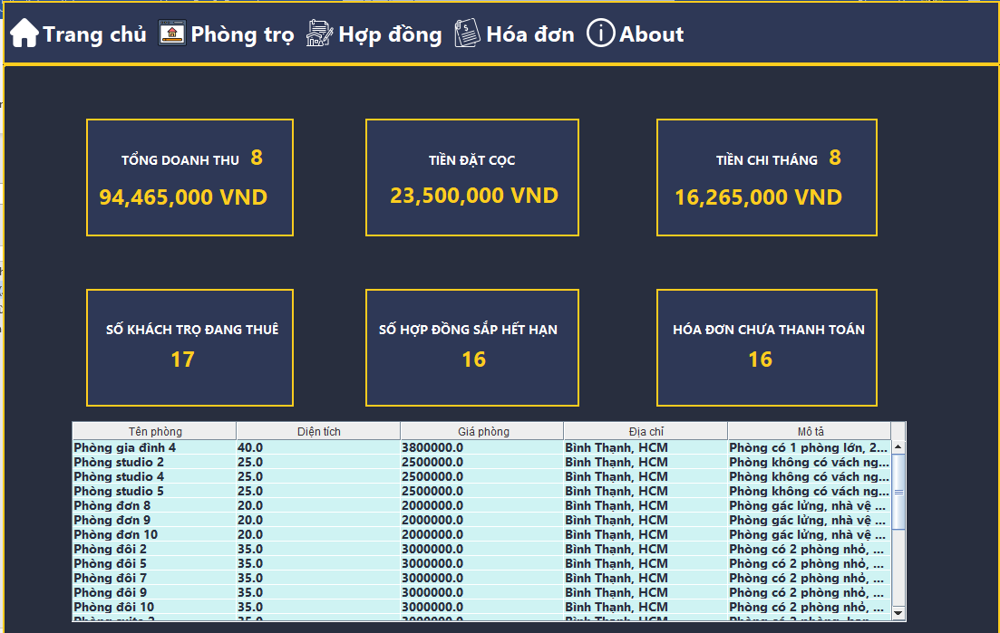 Trang chủ Phòng trọ Hợp đồng Hóa đơn About
TỔNG DOANH THU 8
94,465,000 VND
TIỀN ĐẶT CỌC
23,500,000 VND
TIỀN CHI THÁNG 8
16,265,000 VND
SỐ KHÁCH TRỌ ĐANG THUÊ
17
SỐ HỢP ĐỒNG SẮP HẾT HẠN
16
HÓA ĐƠN CHƯA THANH TOÁN
16
Tên phòng Diện tích Giá phòng Địa chỉ Mô tả
Phòng gia đình 4 40.0 3800000.0 Bình Thạnh, HCM Phòng có 1 phòng lớn, 2...
Phòng studio 2 25.0 2500000.0 Bình Thạnh, HCM Phòng không có vách ng...
Phòng studio 4 25.0 2500000.0 Bình Thạnh, HCM Phòng không có vách ng...
Phòng studio 5 25.0 2500000.0 Bình Thạnh, HCM Phòng không có vách ng...
Phòng đơn 8 20.0 2000000.0 Bình Thạnh, HCM Phòng gác lửng, nhà vệ ...
Phòng đơn 9 20.0 2000000.0 Bình Thạnh, HCM Phòng gác lửng, nhà vệ ...
Phòng đơn 10 20.0 2000000.0 Bình Thạnh, HCM Phòng gác lửng, nhà vệ ...
Phòng đôi 2 35.0 3000000.0 Bình Thạnh, HCM Phòng có 2 phòng nhỏ, ...
Phòng đôi 5 35.0 3000000.0 Bình Thạnh, HCM Phòng có 2 phòng nhỏ, ...
Phòng đôi 7 35.0 3000000.0 Bình Thạnh, HCM Phòng có 2 phòng nhỏ, ...
Phòng đôi 9 35.0 3000000.0 Bình Thạnh, HCM Phòng có 2 phòng nhỏ, ...
Phòng đôi 10 35.0 3000000.0 Bình Thạnh, HCM Phòng có 2 phòng nhỏ, ...